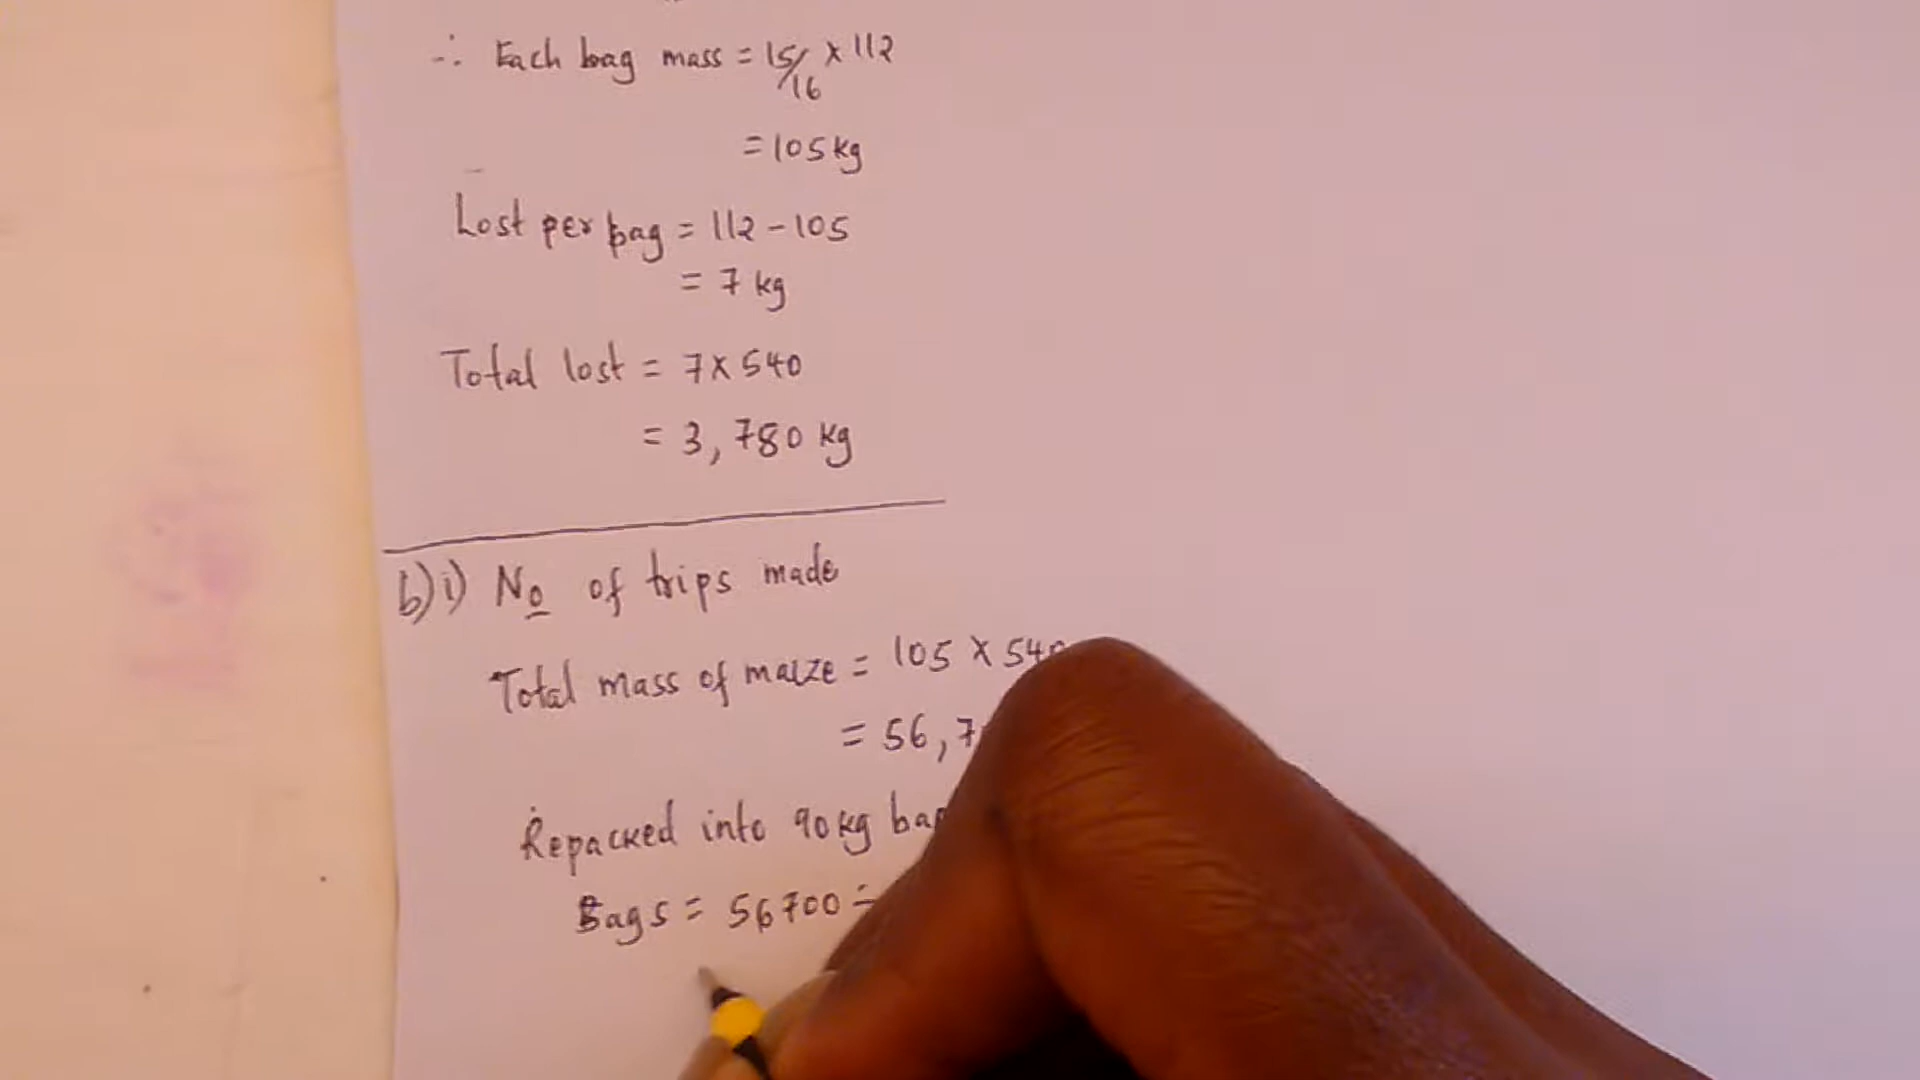 ∴ Each bag mass = 15/16 × 112
= 105 kg
Lost per bag = 112 - 105
= 7 kg
Total lost = 7 × 540
= 3, 780 kg
b) i) No of trips made
Total mass of maize = 105 × 540
= 56, 7
Repacked into 90 kg bag
Bags = 56700 ÷